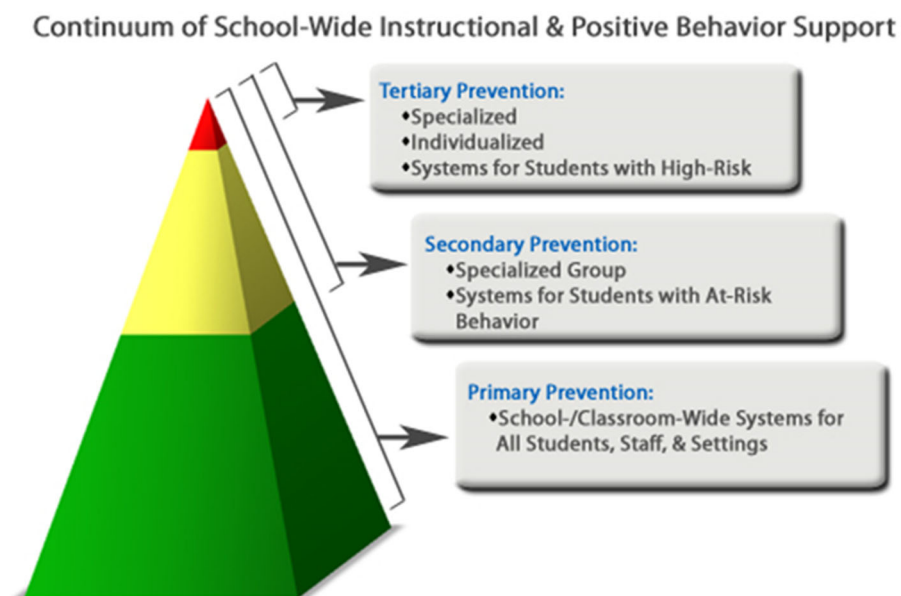 Continuum of School-Wide Instructional & Positive Behavior Support
Tertiary Prevention:
♦Specialized
♦Individualized
♦Systems for Students with High-Risk
Secondary Prevention:
♦Specialized Group
♦Systems for Students with At-Risk
Behavior
Primary Prevention:
♦School-/Classroom-Wide Systems for
All Students, Staff, & Settings